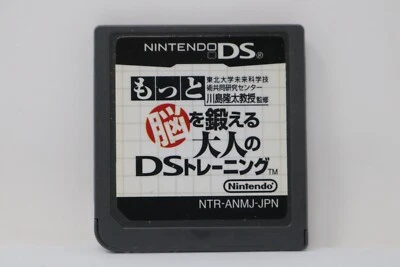 NINTENDO DS®
もっと
東北大学未来科学技
術共同研究センター
川島隆太教授監修
脳を鍛える
大人の
DSトレーニング™
Nintendo
NTR-ANMJ-JPN